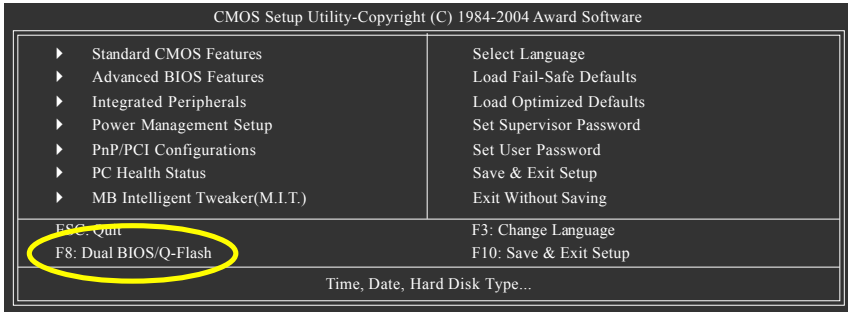 CMOS Setup Utility-Copyright (C) 1984-2004 Award Software
Standard CMOS Features
Advanced BIOS Features
Integrated Peripherals
Power Management Setup
PnP/PCI Configurations
PC Health Status
MB Intelligent Tweaker(M.I.T.)
Select Language
Load Fail-Safe Defaults
Load Optimized Defaults
Set Supervisor Password
Set User Password
Save & Exit Setup
Exit Without Saving
ESC: Quit
F8: Dual BIOS/Q-Flash
F3: Change Language
F10: Save & Exit Setup
Time, Date, Hard Disk Type...